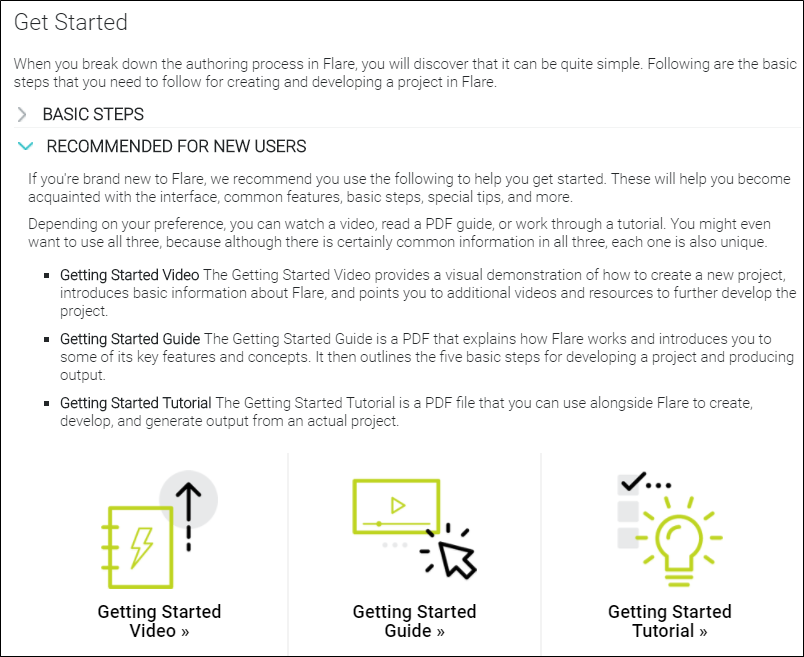 Get Started
When you break down the authoring process in Flare, you will discover that it can be quite simple. Following are the basic
steps that you need to follow for creating and developing a project in Flare.
BASIC STEPS
RECOMMENDED FOR NEW USERS
If you're brand new to Flare, we recommend you use the following to help you get started. These will help you become
acquainted with the interface, common features, basic steps, special tips, and more.
Depending on your preference, you can watch a video, read a PDF guide, or work through a tutorial. You might even
want to use all three, because although there is certainly common information in all three, each one is also unique.
Getting Started Video The Getting Started Video provides a visual demonstration of how to create a new project,
introduces basic information about Flare, and points you to additional videos and resources to further develop the
project.
Getting Started Guide The Getting Started Guide is a PDF that explains how Flare works and introduces you to
some of its key features and concepts. It then outlines the five basic steps for developing a project and producing
output.
Getting Started Tutorial The Getting Started Tutorial is a PDF file that you can use alongside Flare to create,
develop, and generate output from an actual project.
Getting Started
Video »
Getting Started
Guide »
Getting Started
Tutorial »